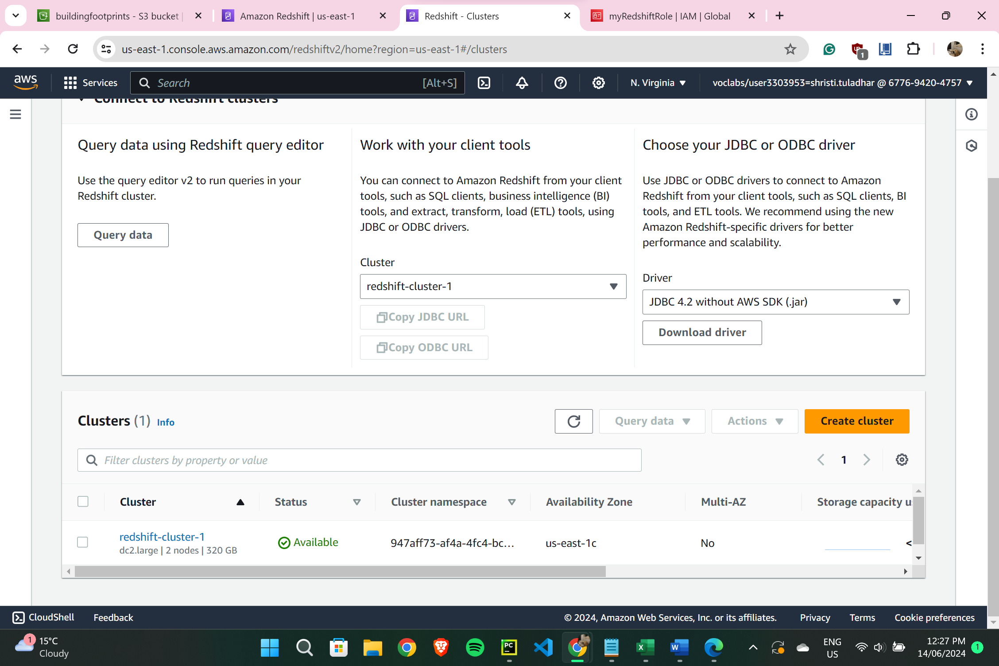 buildingfootprints - S3 bucket |
Amazon Redshift | us-east-1
Redshift - Clusters
myRedshiftRole | IAM | Global
us-east-1.console.aws.amazon.com/redshiftv2/home?region=us-east-1#/clusters
1
aws
Services
Search
[Alt+S]
N. Virginia
voclabs/user3303953=shristi.tuladhar @ 6776-9420-4757
Connect to Redshift clusters
Query data using Redshift query editor
Use the query editor v2 to run queries in your
Redshift cluster.
Query data
Work with your client tools
You can connect to Amazon Redshift from your client
tools, such as SQL clients, business intelligence (BI)
tools, and extract, transform, load (ETL) tools, using
JDBC or ODBC drivers.
Cluster
redshift-cluster-1
Copy JDBC URL
Copy ODBC URL
Choose your JDBC or ODBC driver
Use JDBC or ODBC drivers to connect to Amazon
Redshift from your client tools, such as SQL clients, BI
tools, and ETL tools. We recommend using the new
Amazon Redshift-specific drivers for better
performance and scalability.
Driver
JDBC 4.2 without AWS SDK (.jar)
Download driver
Clusters (1) Info
Query data
Actions
Create cluster
Filter clusters by property or value
1
Cluster
Status
Cluster namespace
Availability Zone
Multi-AZ
Storage capacity
redshift-cluster-1
dc2.large | 2 nodes | 320 GB
Available
947aff73-af4a-4fc4-bc...
us-east-1c
No
<
CloudShell
Feedback
© 2024, Amazon Web Services, Inc. or its affiliates.
Privacy
Terms
Cookie preferences
1
15°C
Cloudy
PC
X
W
ENG
US
12:27 PM
14/06/2024
1